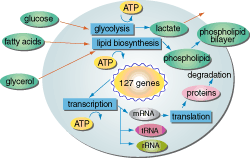 ATP
glucose
glycolysis
lactate
phospholipid
bilayer
fatty acids
lipid biosynthesis
ATP
phospholipid
glycerol
127 genes
degradation
proteins
transcription
mRNA
translation
ATP
tRNA
rRNA